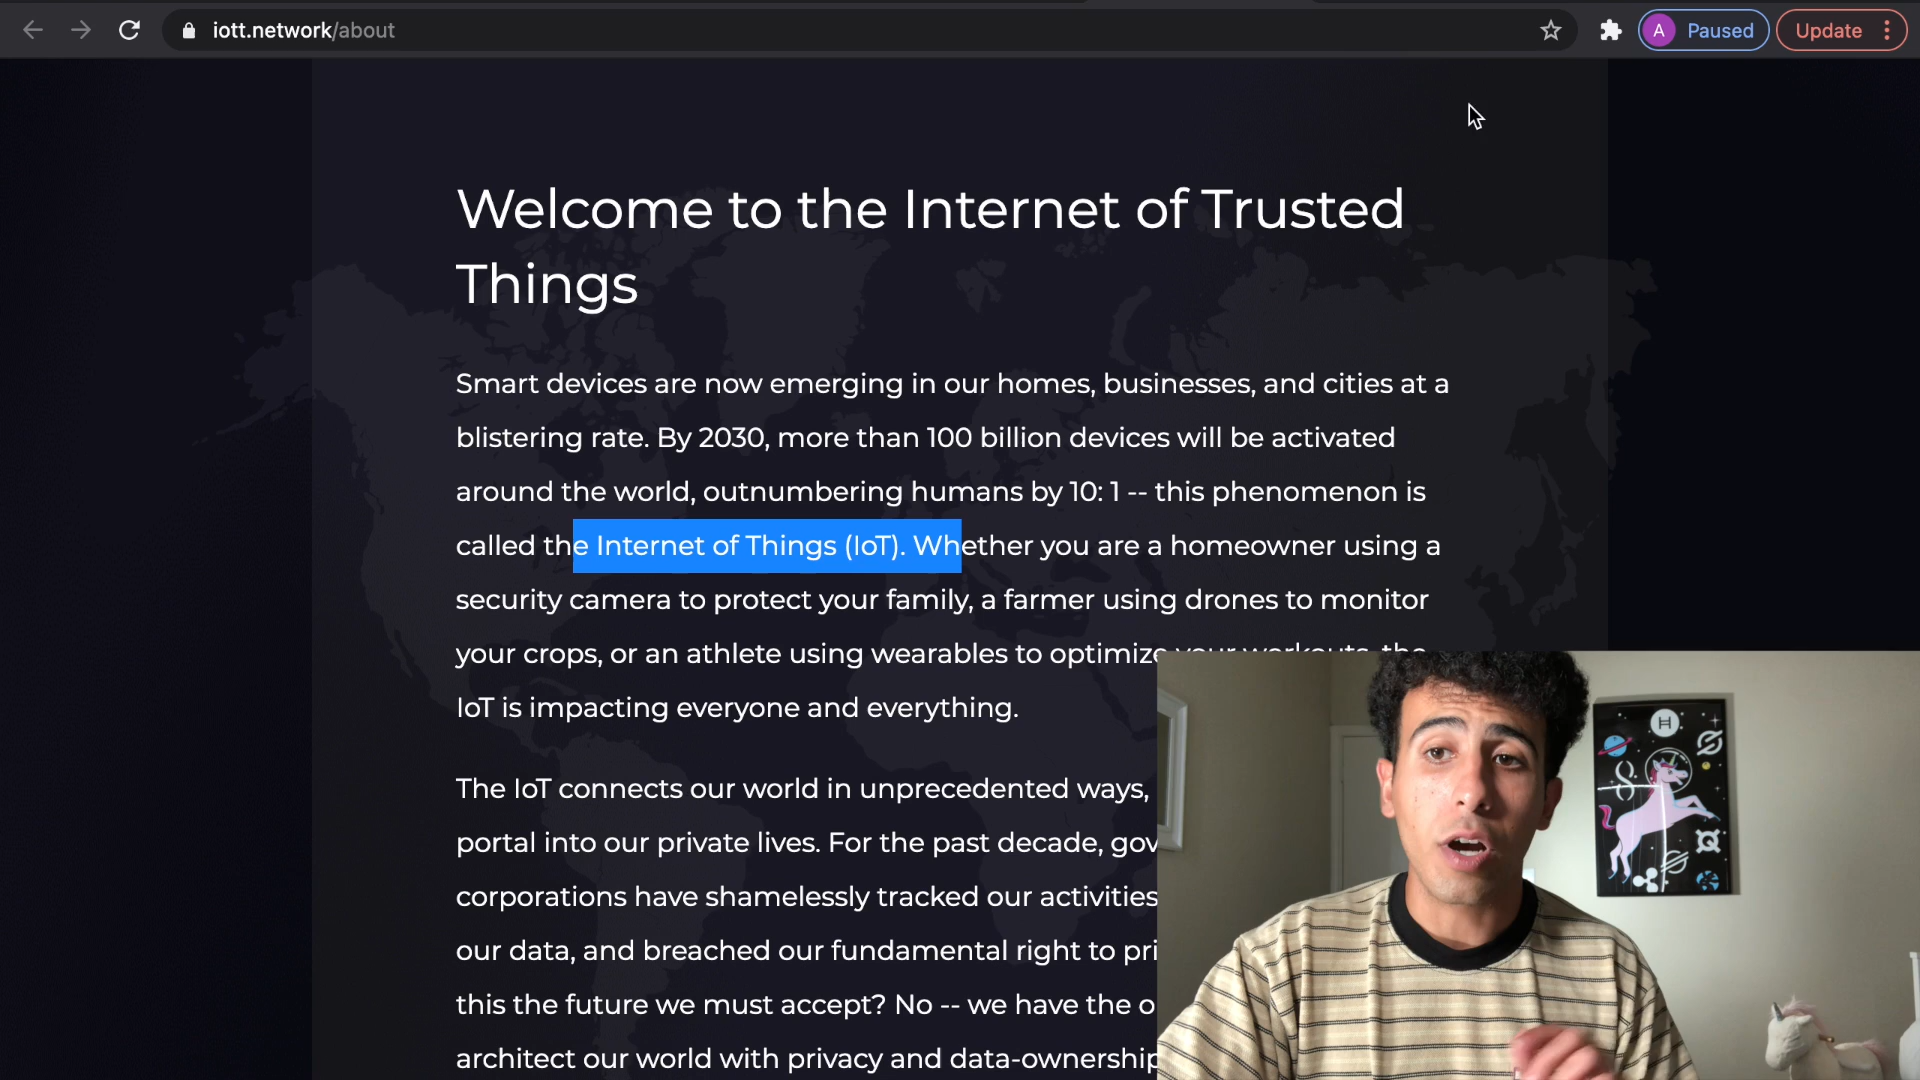 iott.network/about
A Paused
Update
Welcome to the Internet of Trusted
Things
Smart devices are now emerging in our homes, businesses, and cities at a
blistering rate. By 2030, more than 100 billion devices will be activated
around the world, outnumbering humans by 10: 1 -- this phenomenon is
called the Internet of Things (IoT). Whether you are a homeowner using a
security camera to protect your family, a farmer using drones to monitor
your crops, or an athlete using wearables to optimize your workouts, the
IoT is impacting everyone and everything.
The IoT connects our world in unprecedented ways,
portal into our private lives. For the past decade, gov
corporations have shamelessly tracked our activities
our data, and breached our fundamental right to pri
this the future we must accept? No -- we have the o
architect our world with privacy and data-ownership